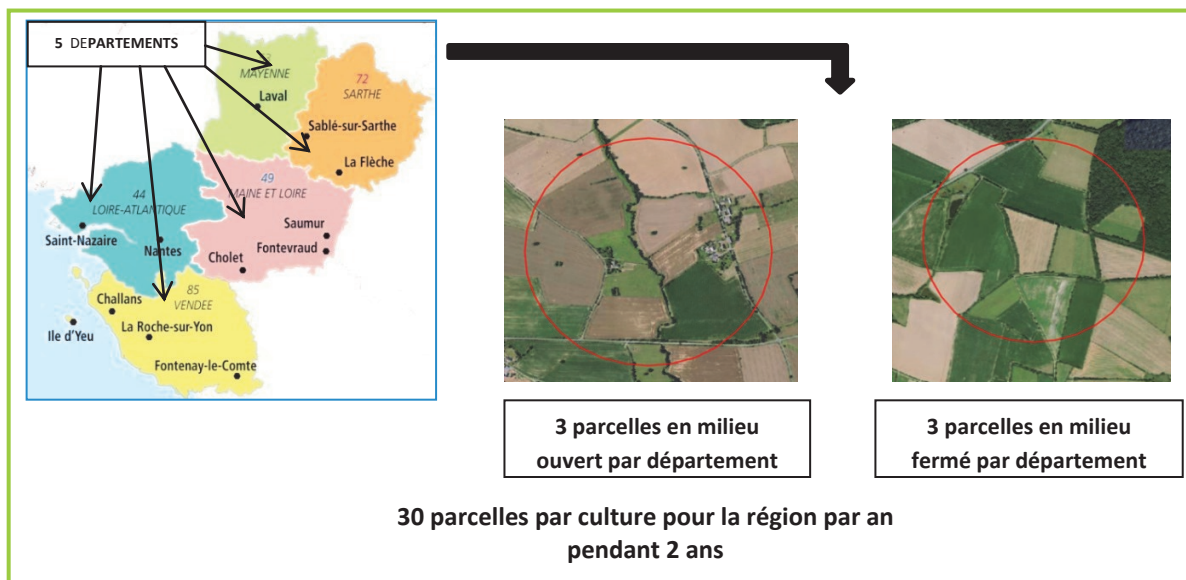 5 DEPARTEMENTS
53
MAYENNE
Laval
72
SARTHE
Sablé-sur-Sarthe
La Flèche
49
MAINE ET LOIRE
44
LOIRE-ATLANTIQUE
Saumur
Saint-Nazaire
Nantes
Fontevraud
Cholet
85
VENDEE
Challans
Ile d'Yeu
La Roche-sur-Yon
Fontenay-le-Comte
3 parcelles en milieu
ouvert par département
3 parcelles en milieu
fermé par département
30 parcelles par culture pour la région par an
pendant 2 ans